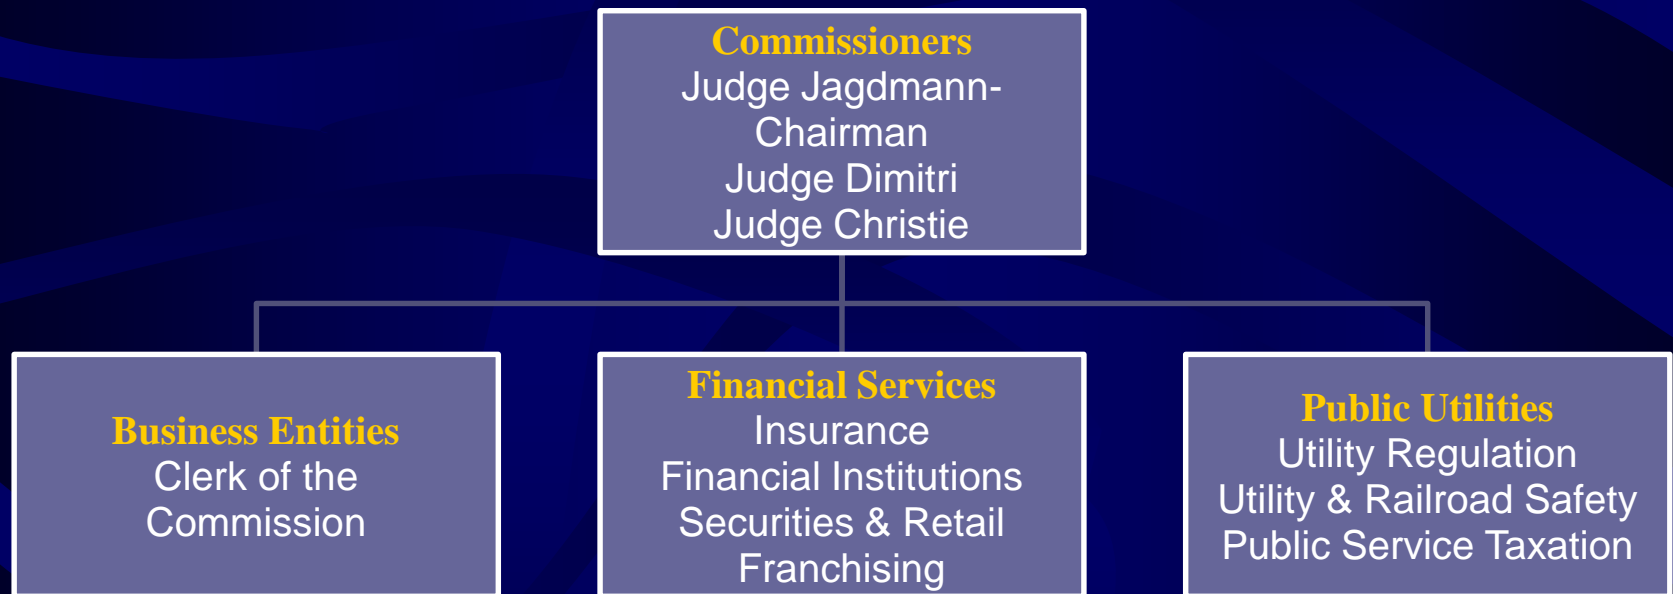 Commissioners
Judge Jagdmann-
Chairman
Judge Dimitri
Judge Christie
Business Entities
Clerk of the
Commission
Financial Services
Insurance
Financial Institutions
Securities & Retail
Franchising
Public Utilities
Utility Regulation
Utility & Railroad Safety
Public Service Taxation